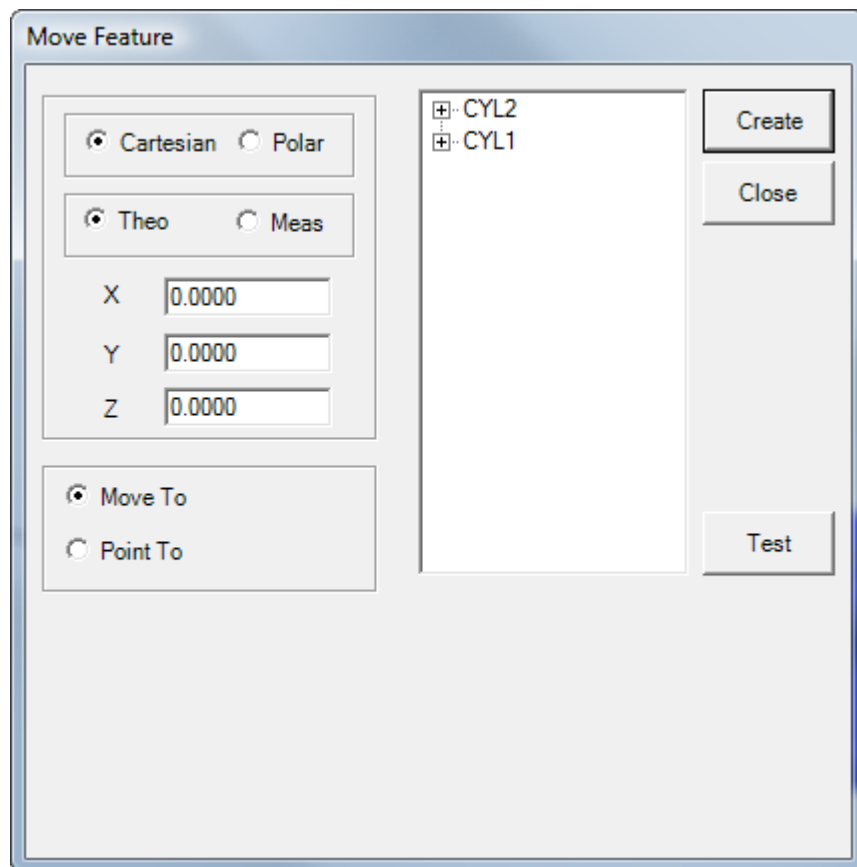 Move Feature
Cartesian Polar
Theo Meas
X 0.0000
Y 0.0000
Z 0.0000
Move To
Point To
CYL2
CYL1
Create
Close
Test